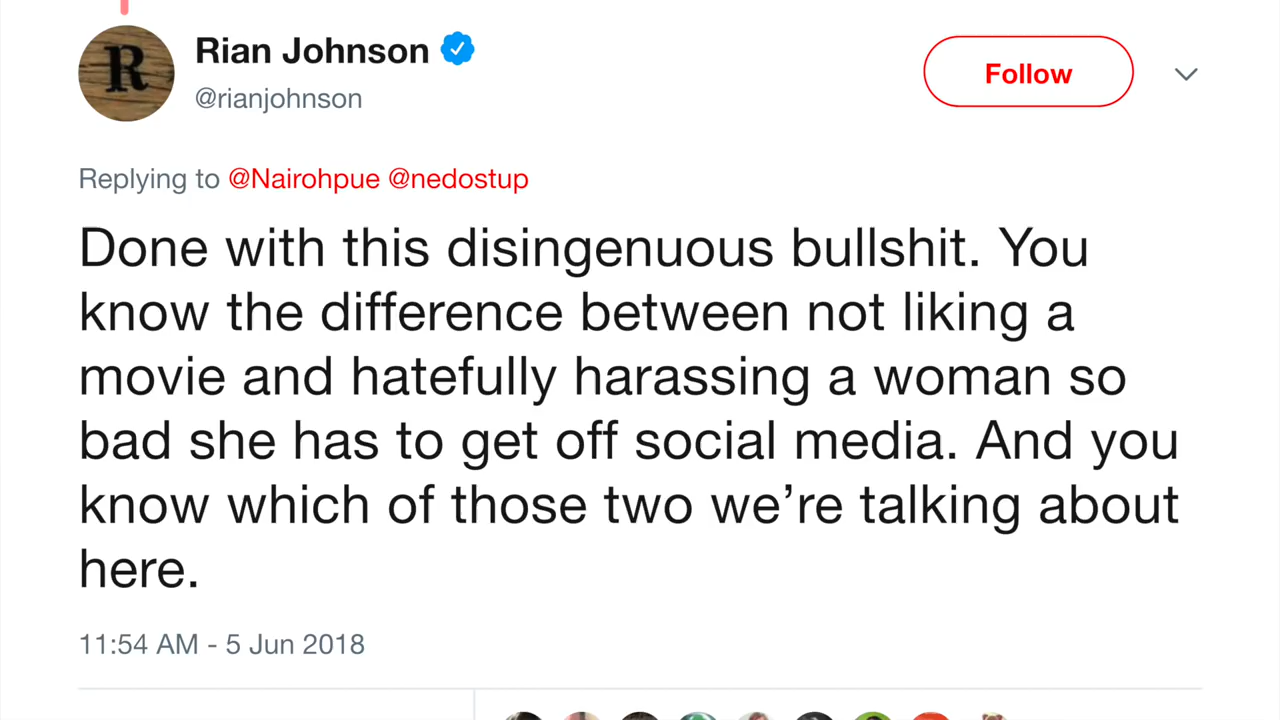 R
Rian Johnson
@rianjohnson
Follow
Replying to @Nairohpue @nedostup
Done with this disingenuous bullshit. You
know the difference between not liking a
movie and hatefully harassing a woman so
bad she has to get off social media. And you
know which of those two we’re talking about
here.
11:54 AM - 5 Jun 2018